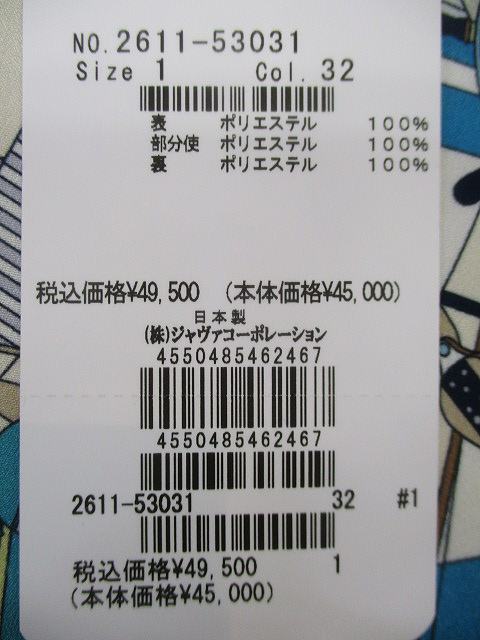 NO. 2611-53031
Size 1 Col. 32
表 ポリエステル 100%
部分使 ポリエステル 100%
裏 ポリエステル 100%
税込価格¥49,500 (本体価格¥45,000)
日本製
(株)ジャヴァコーポレーション
4550485462467
4550485462467
2611-53031 32 #1
税込価格¥49,500 1
(本体価格¥45,000)